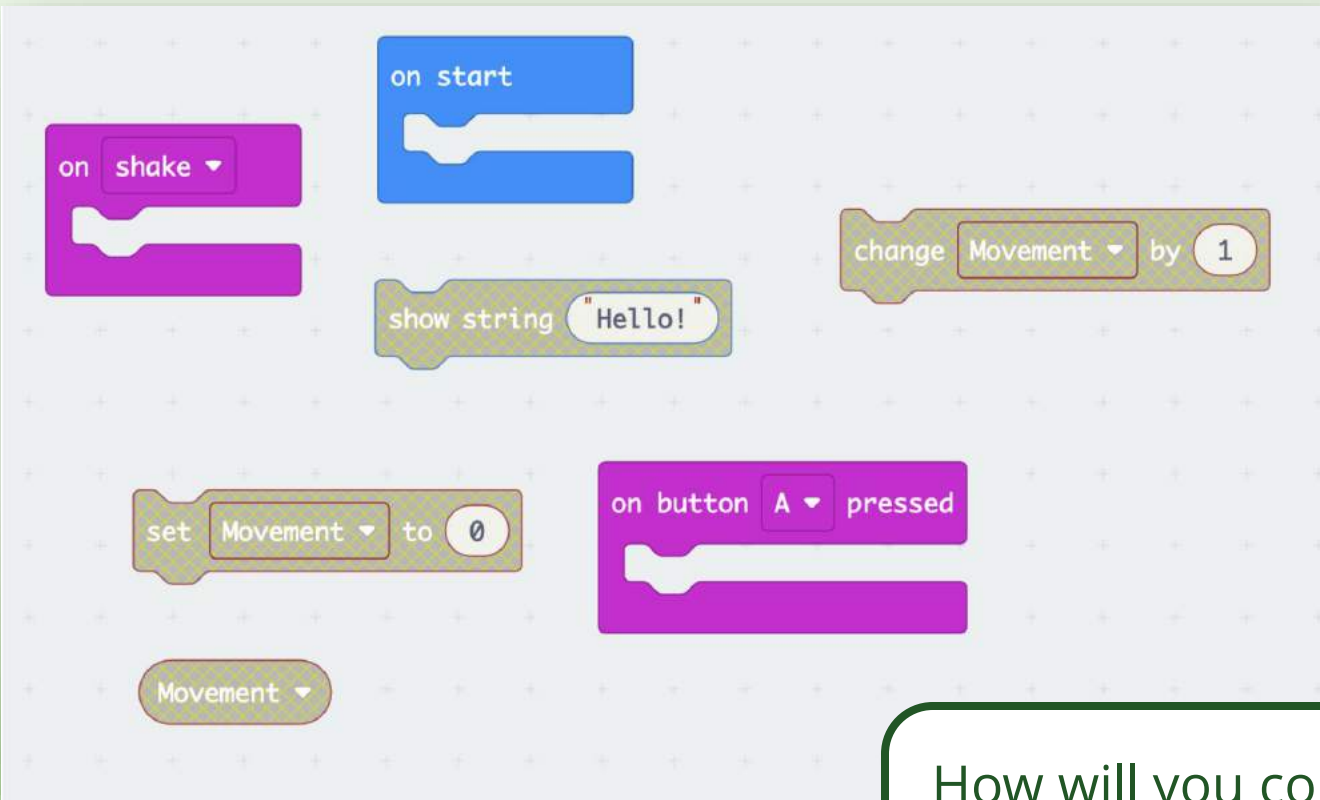 on start
on shake
change Movement by 1
show string "Hello!"
on button A pressed
set Movement to 0
Movement
How will you co